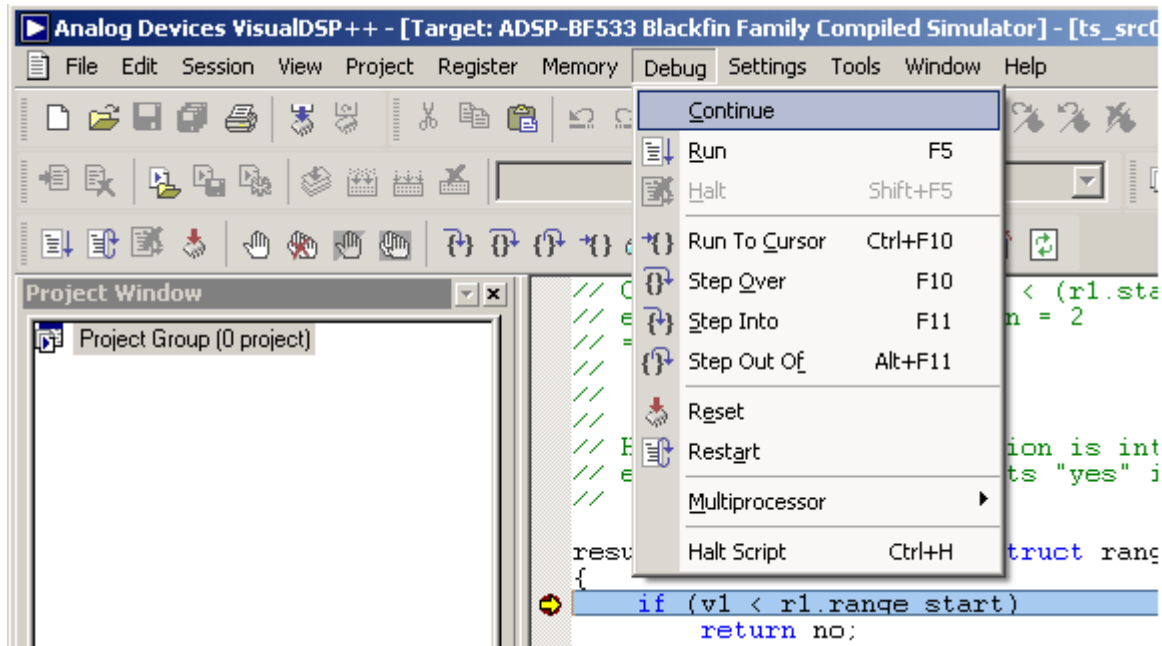 Analog Devices VisualDSP++ - [Target: ADSP-BF533 Blackfin Family Compiled Simulator] - [ts_src
File Edit Session View Project Register Memory Debug Settings Tools Window Help
Continue
Run F5
Halt Shift+F5
Run To Cursor Ctrl+F10
Step Over F10
Step Into F11
Step Out Of Alt+F11
Reset
Restart
Multiprocessor
Halt Script Ctrl+H
Project Window
Project Group (0 project)
// < (r1.sta
// e n = 2
// =
//
//
//
// H ion is int
// e ts "yes" i
//
resu truct rang
{
if (v1 < r1.range_start)
return no;